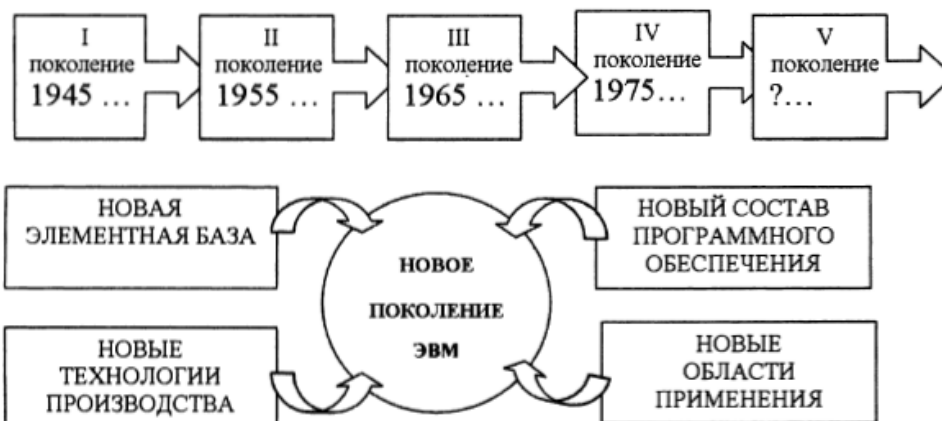 I
поколение
1945 ...
II
поколение
1955 ...
III
поколение
1965 ...
IV
поколение
1975...
V
поколение
?...
НОВАЯ
ЭЛЕМЕНТНАЯ БАЗА
НОВЫЙ СОСТАВ
ПРОГРАММНОГО
ОБЕСПЕЧЕНИЯ
НОВОЕ
ПОКОЛЕНИЕ
ЭВМ
НОВЫЕ
ТЕХНОЛОГИИ
ПРОИЗВОДСТВА
НОВЫЕ
ОБЛАСТИ
ПРИМЕНЕНИЯ